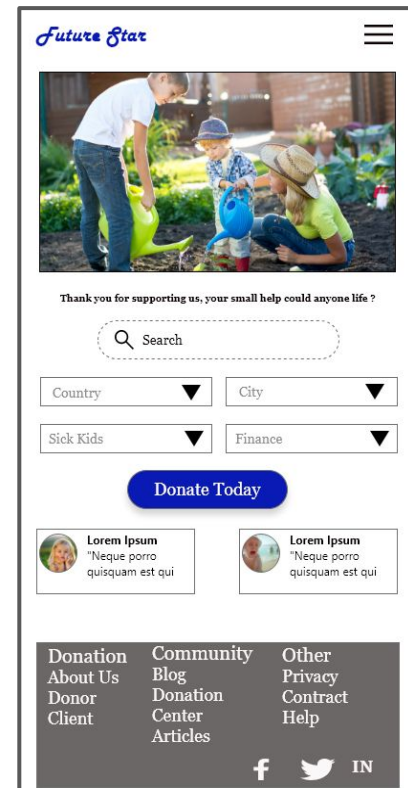 Future Star
Thank you for supporting us, your small help could anyone life ?
Search
Country
City
Sick Kids
Finance
Donate Today
Lorem Ipsum
"Neque porro
quisquam est qui
Lorem Ipsum
"Neque porro
quisquam est qui
Donation
About Us
Donor
Client
Community
Blog
Donation
Center
Articles
Other
Privacy
Contract
Help
f
IN